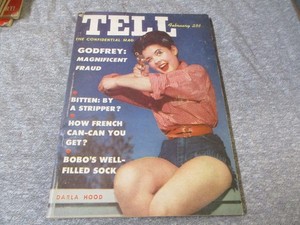 TELL
February 25¢
THE CONFIDENTIAL MAG
GODFREY:
MAGNIFICENT
FRAUD
BITTEN: BY
A STRIPPER?
HOW FRENCH
CAN-CAN YOU
GET?
BOBO'S WELL-
FILLED SOCK
DARLA HOOD